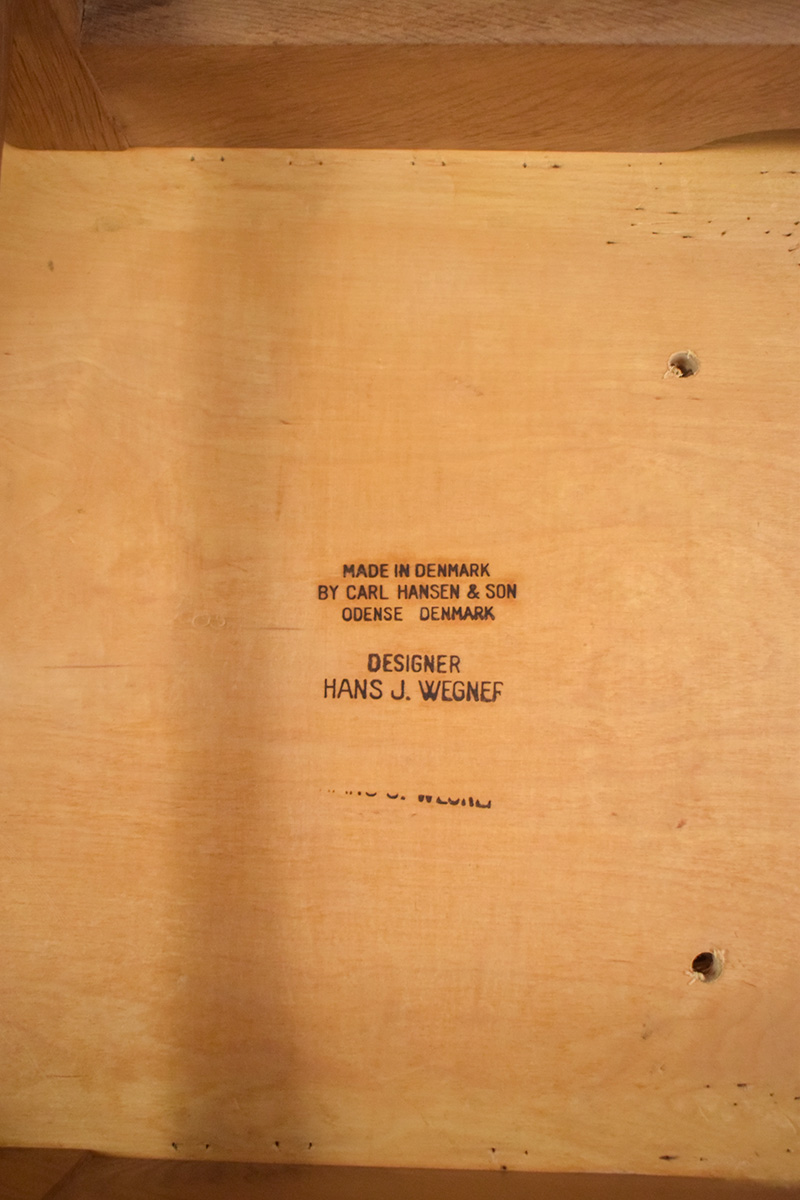 MADE IN DENMARK
BY CARL HANSEN & SON
ODENSE DENMARK
DESIGNER
HANS J. WEGNER